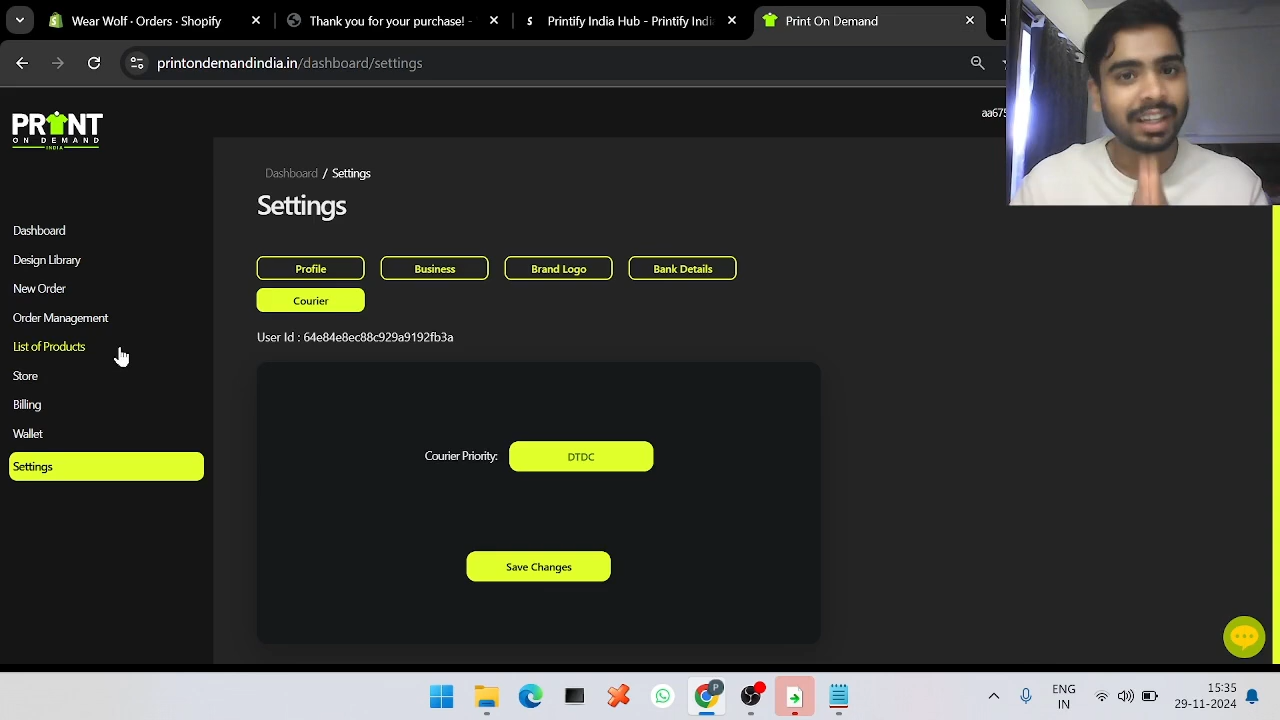 Wear Wolf · Orders · Shopify
Thank you for your purchase! -
Printify India Hub - Printify Indi
Print On Demand
printondemandindia.in/dashboard/settings
PRINT
ON DEMAND
INDIA
aa675
Dashboard / Settings
Settings
Dashboard
Design Library
New Order
Order Management
List of Products
Store
Billing
Wallet
Settings
Profile
Business
Brand Logo
Bank Details
Courier
User Id : 64e84e8ec88c929a9192fb3a
Courier Priority:
DTDC
Save Changes
P
ENG
IN
15:35
29-11-2024